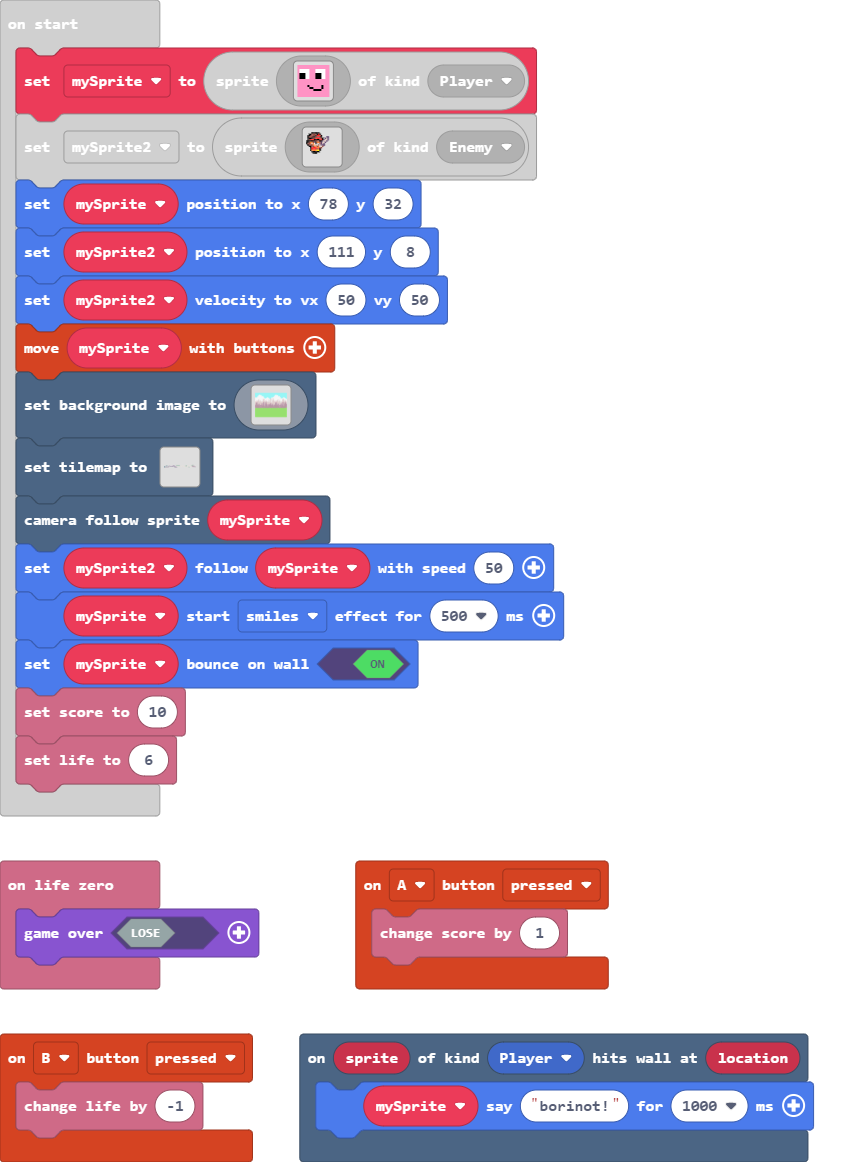 on start
set mySprite to sprite of kind Player
set mySprite2 to sprite of kind Enemy
set mySprite position to x 78 y 32
set mySprite2 position to x 111 y 8
set mySprite2 velocity to vx 50 vy 50
move mySprite with buttons
set background image to
set tilemap to
camera follow sprite mySprite
set mySprite2 follow mySprite with speed 50
mySprite start smiles effect for 500 ms
set mySprite bounce on wall ON
set score to 10
set life to 6
on life zero
game over LOSE
on A button pressed
change score by 1
on B button pressed
change life by -1
on sprite of kind Player hits wall at location
mySprite say "borinot!" for 1000 ms